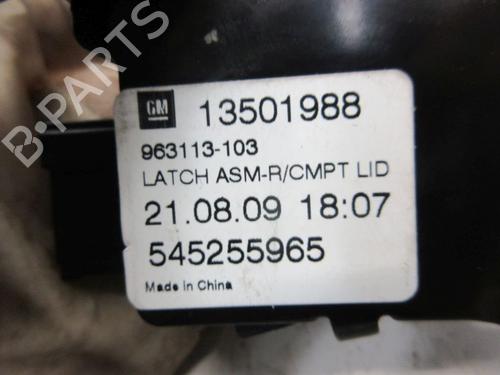 GM 13501988
963113-103
LATCH ASM-R/CMPT LID
21.08.09 18:07
545255965
Made in China
B-PARTS